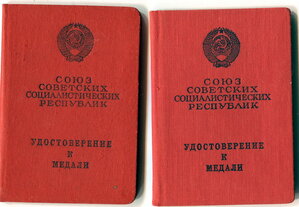 СОЮЗ
СОВЕТСКИХ
СОЦИАЛИСТИЧЕСКИХ
РЕСПУБЛИК
УДОСТОВЕРЕНИЕ
К
МЕДАЛИ
СОЮЗ
СОВЕТСКИХ
СОЦИАЛИСТИЧЕСКИХ
РЕСПУБЛИК
УДОСТОВЕРЕНИЕ
К
МЕДАЛИ